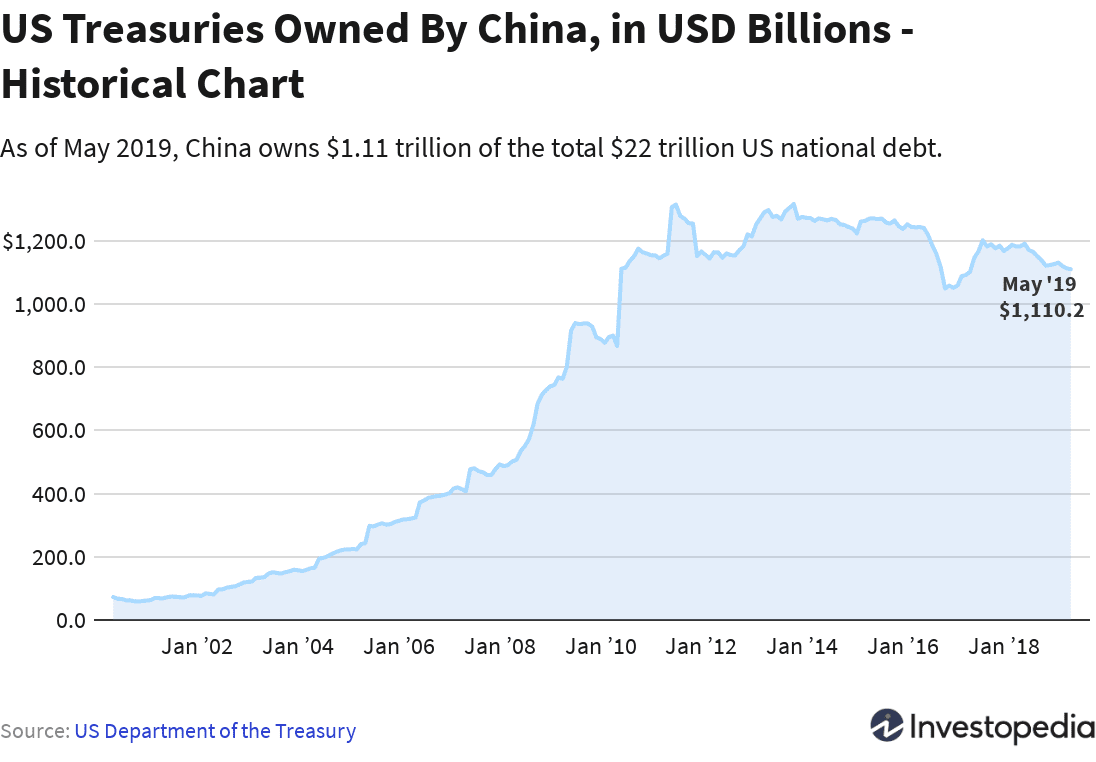 US Treasuries Owned By China, in USD Billions -
Historical Chart
As of May 2019, China owns $1.11 trillion of the total $22 trillion US national debt.
$1,200.0
1,000.0
800.0
600.0
400.0
200.0
0.0
May '19
$1,110.2
Jan ’02 Jan ’04 Jan ’06 Jan ’08 Jan ’10 Jan ’12 Jan ’14 Jan ’16 Jan ’18
Source: US Department of the Treasury
Investopedia